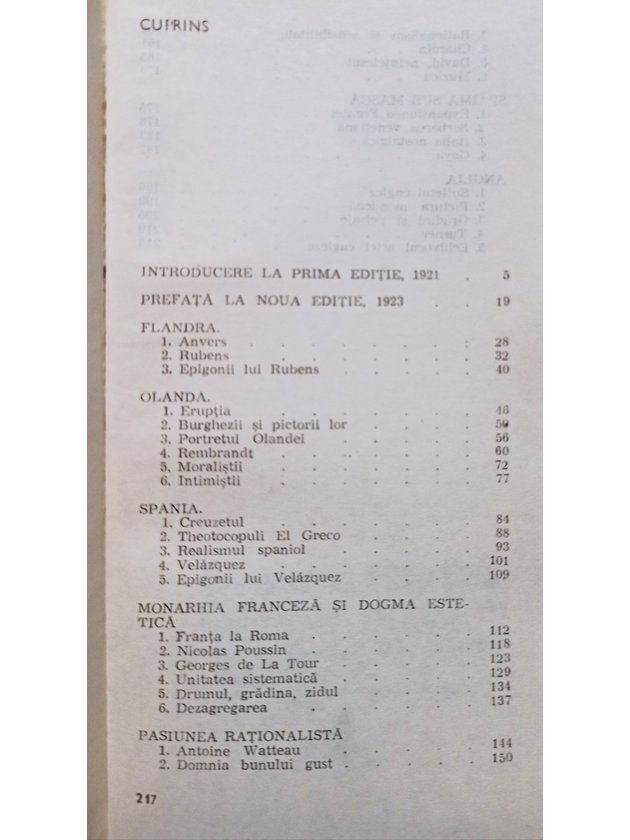 CUPRINS
INTRODUCERE LA PRIMA EDIȚIE, 1921 . 5
PREFAȚĂ LA NOUA EDIȚIE, 1923 . . 19
FLANDRA.
1. Anvers . . . . . . : 28
2. Rubens . . . . . . 32
3. Epigonii lui Rubens . . . . 40
OLANDA.
1. Erupția . . . . . . 46
2. Burghezii și pictorii lor . . . . 50
3. Portretul Olandei . . . . . 56
4. Rembrandt . . . . . . 60
5. Moraliștii . . . . . . 72
6. Intimiștii . . . . . . 77
SPANIA.
1. Creuzetul . . . . . . 84
2. Theotocopuli El Greco . . . . 88
3. Realismul spaniol . . . . . 93
4. Velázquez . . . . . . 101
5. Epigonii lui Velázquez . . . . 109
MONARHIA FRANCEZĂ ȘI DOGMA ESTE-
TICĂ
1. Franța la Roma . . . . . 112
2. Nicolas Poussin . . . . . 118
3. Georges de La Tour . . . . 123
4. Unitatea sistematică . . . . 129
5. Drumul, grădina, zidul . . . . 134
6. Dezagregarea . . . . . 137
PASIUNEA RAȚIONALISTĂ
1. Antoine Watteau . . . . . 144
2. Domnia bunului gust . . . . 150
217